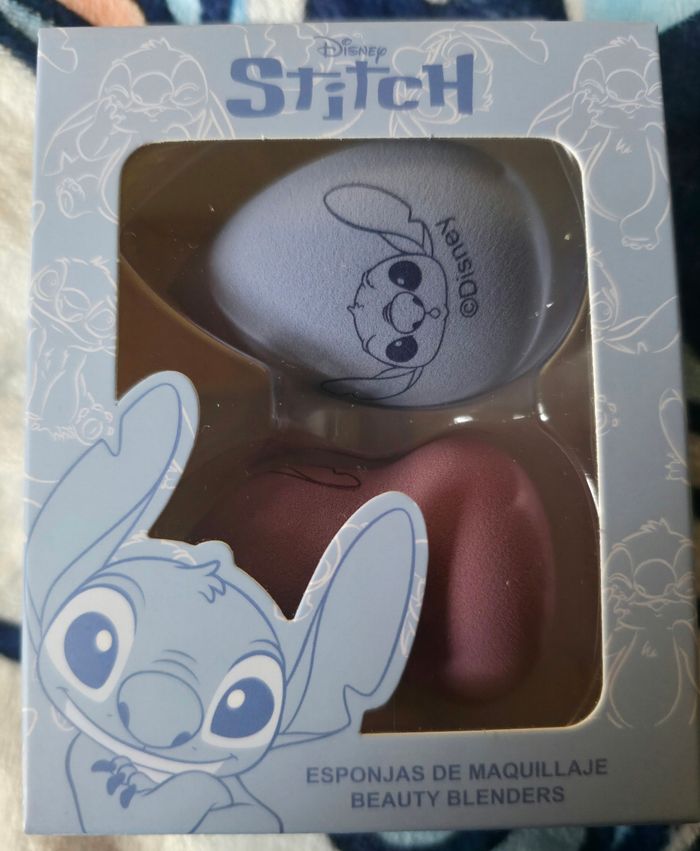 Disney
Stitch
©Disney
ESPONJAS DE MAQUILLAJE
BEAUTY BLENDERS